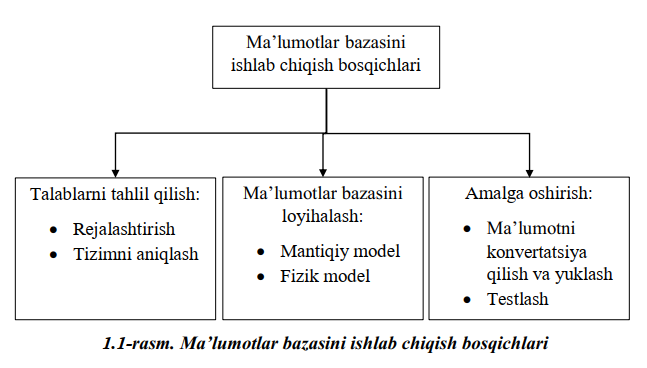 Ma’lumotlar bazasini
ishlab chiqish bosqichlari
Talablarni tahlil qilish:
• Rejalashtirish
• Tizimni aniqlash
Ma’lumotlar bazasini
loyihalash:
• Mantiqiy model
• Fizik model
Amalga oshirish:
• Ma’lumotni
konvertatsiya
qilish va yuklash
• Testlash
1.1-rasm. Ma’lumotlar bazasini ishlab chiqish bosqichlari